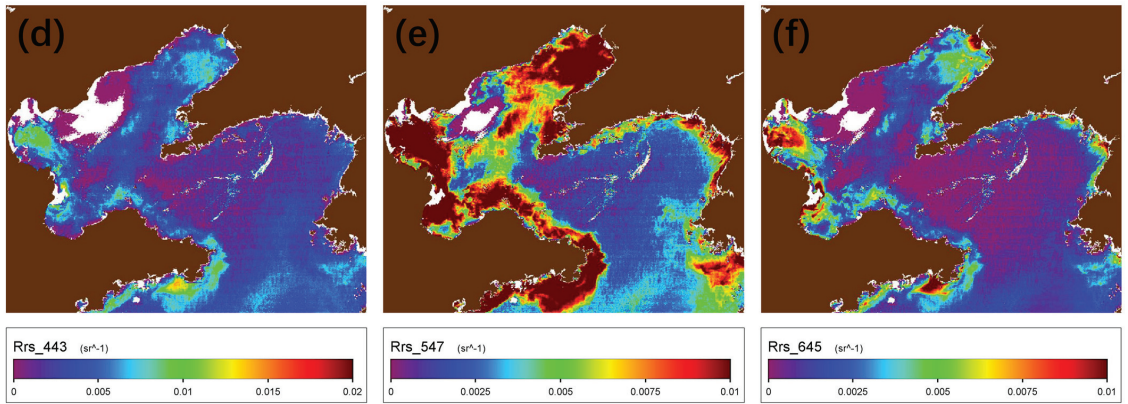 (d)
(e)
(f)
Rrs_443 (sr^-1)
0 0.005 0.01 0.015 0.02
Rrs_547 (sr^-1)
0 0.0025 0.005 0.0075 0.01
Rrs_645 (sr^-1)
0 0.0025 0.005 0.0075 0.01